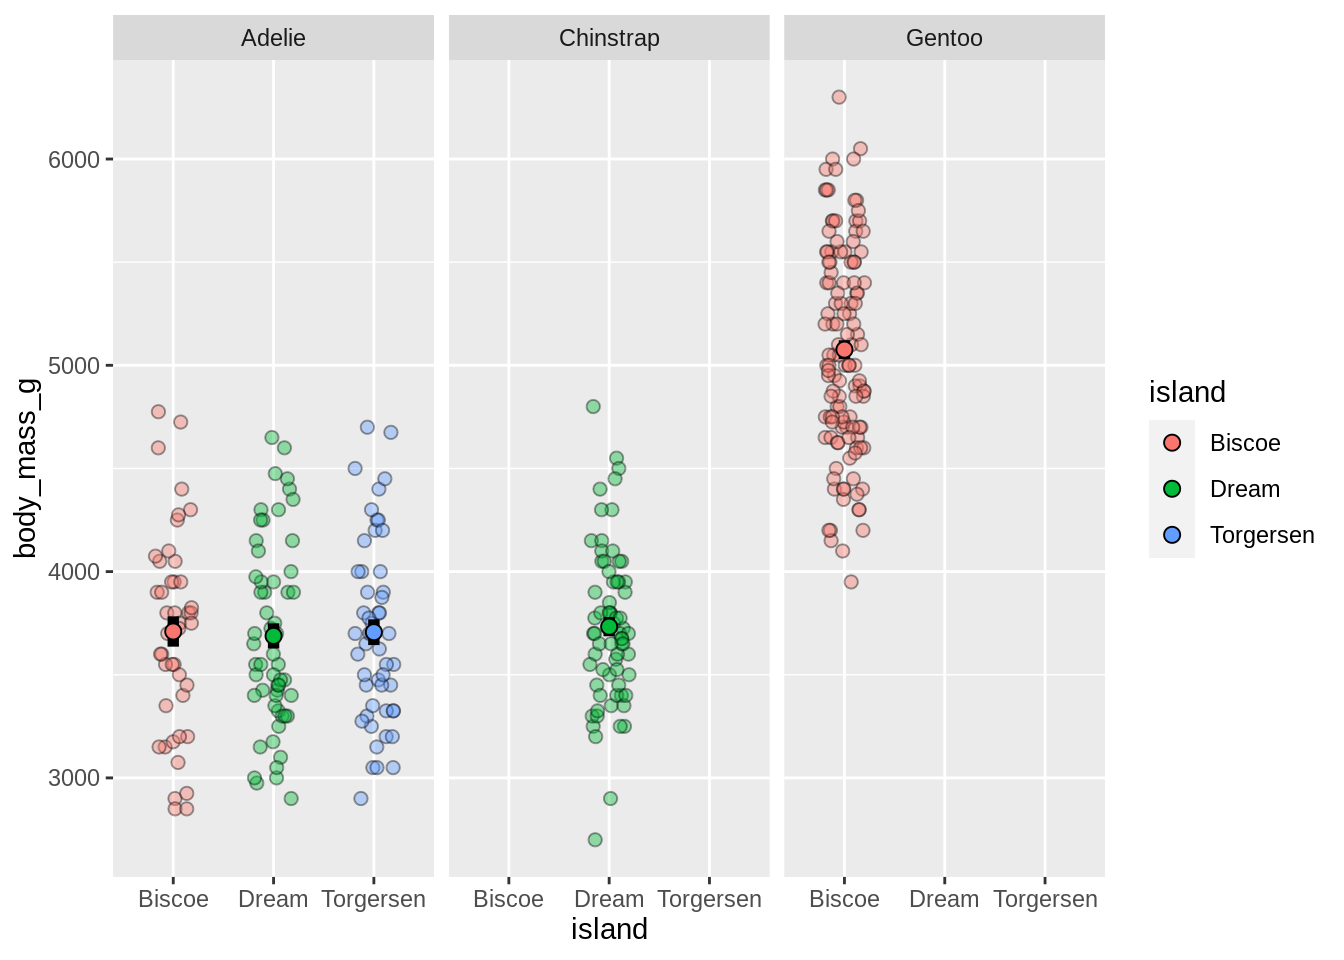 Adelie Chinstrap Gentoo
6000
5000
4000
3000
body_mass_g
Biscoe Dream Torgersen Biscoe Dream Torgersen Biscoe Dream Torgersen
island
island
Biscoe
Dream
Torgersen